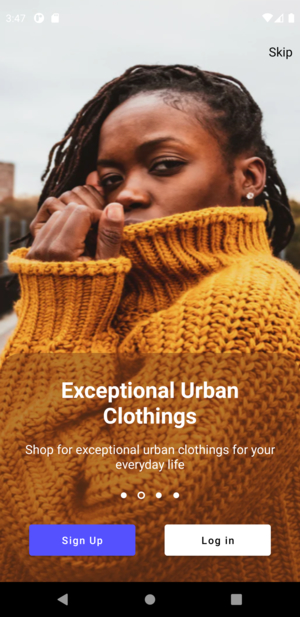 3:47
Skip
Exceptional Urban
Clothings
Shop for exceptional urban clothings for your
everyday life
Sign Up
Log in